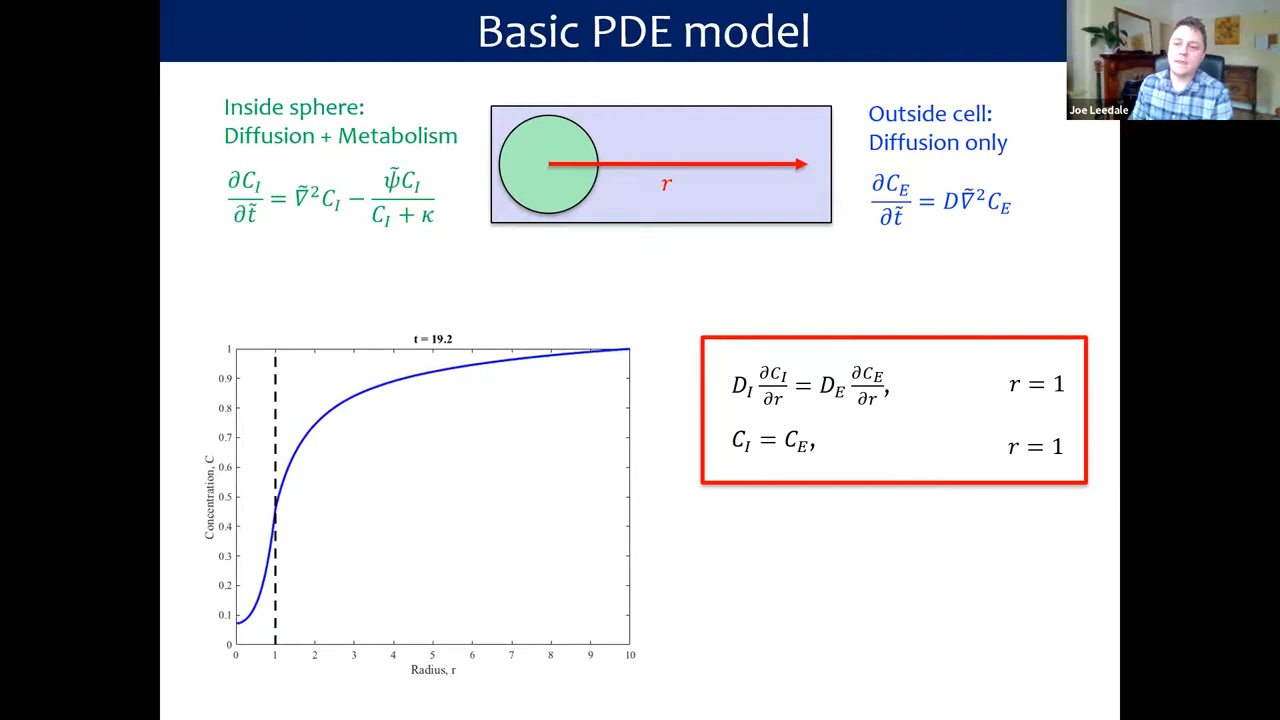 Basic PDE model
Joe Leedale
Inside sphere:
Diffusion + Metabolism
∂C_I/∂t̃ = ∇̃²C_I − ψ̃C_I/(C_I + κ)
r
Outside cell:
Diffusion only
∂C_E/∂t̃ = D∇̃²C_E
t = 19.2
Concentration, C
1
0.9
0.8
0.7
0.6
0.5
0.4
0.3
0.2
0.1
0
0 1 2 3 4 5 6 7 8 9 10
Radius, r
D_I ∂C_I/∂r = D_E ∂C_E/∂r, r = 1
C_I = C_E, r = 1